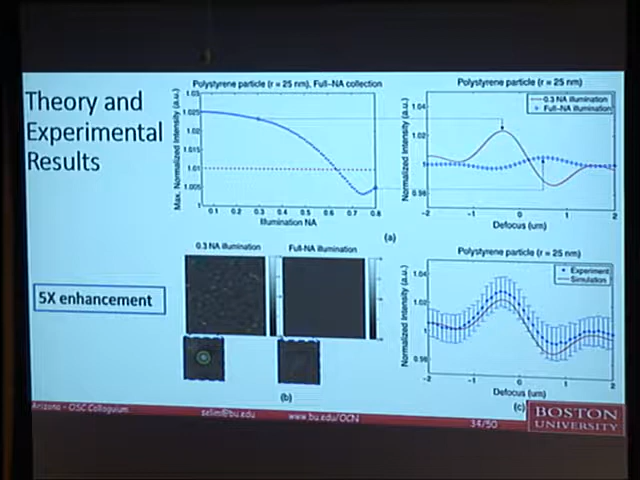 Theory and
Experimental
Results
5X enhancement
Polystyrene particle (r = 25 nm), Full-NA collection
Max. Normalized Intensity (a.u.)
1.03
1.025
1.02
1.015
1.01
1.005
1
0.1 0.2 0.3 0.4 0.5 0.6 0.7 0.8
Illumination NA
Polystyrene particle (r = 25 nm)
0.3 NA illumination
Full-NA illumination
Normalized Intensity (a.u.)
1.04
1.02
1
0.98
-2 -1 0 1 2
Defocus (um)
(a)
0.3 NA illumination
Full-NA illumination
(b)
Polystyrene particle (r = 25 nm)
Experiment
Simulation
Normalized Intensity (a.u.)
1.04
1.02
1
0.98
-2 -1 0 1 2
Defocus (um)
(c)
Arizona - OSC Colloquium
selim@bu.edu
www.bu.edu/OCN
34/50
BOSTON
UNIVERSITY